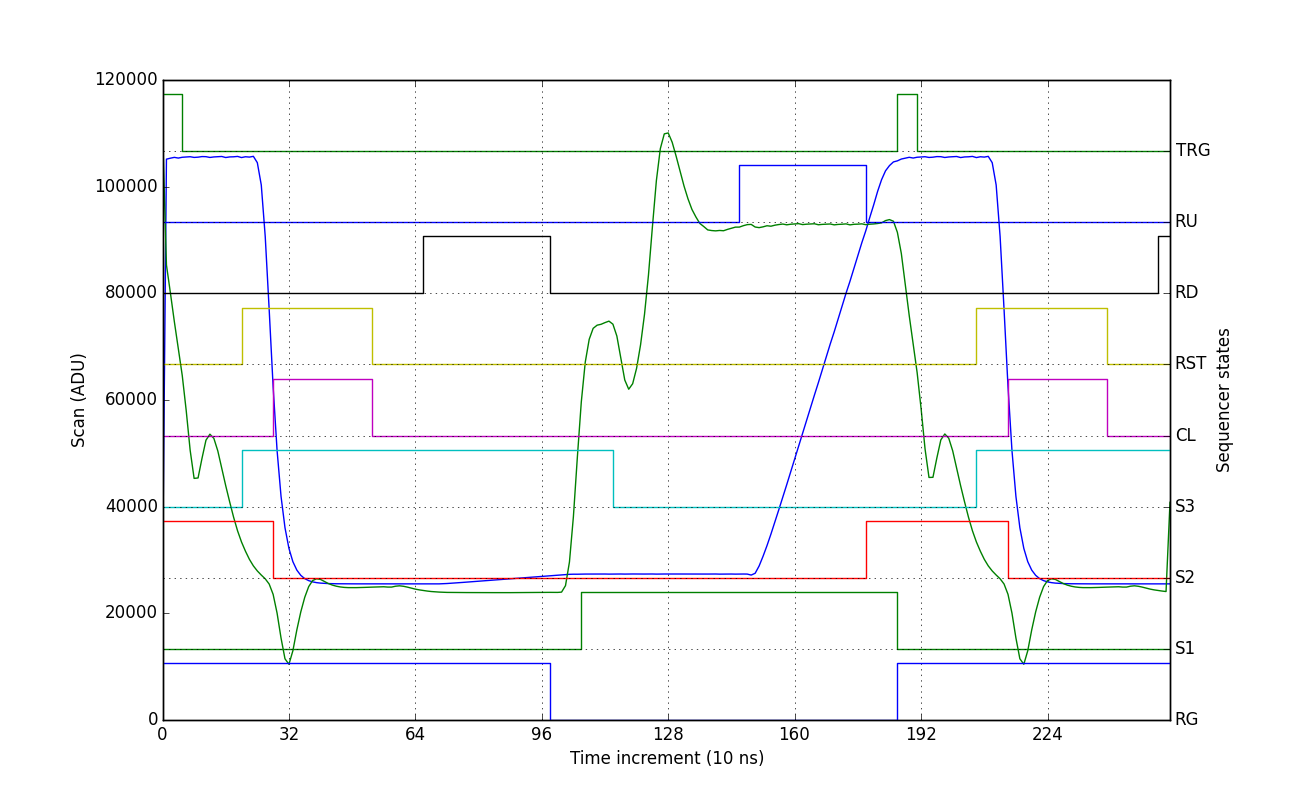 120000
100000
80000
60000
40000
20000
0
Scan (ADU)
TRG
RU
RD
RST
CL
S3
S2
S1
RG
Sequencer states
0 32 64 96 128 160 192 224
Time increment (10 ns)